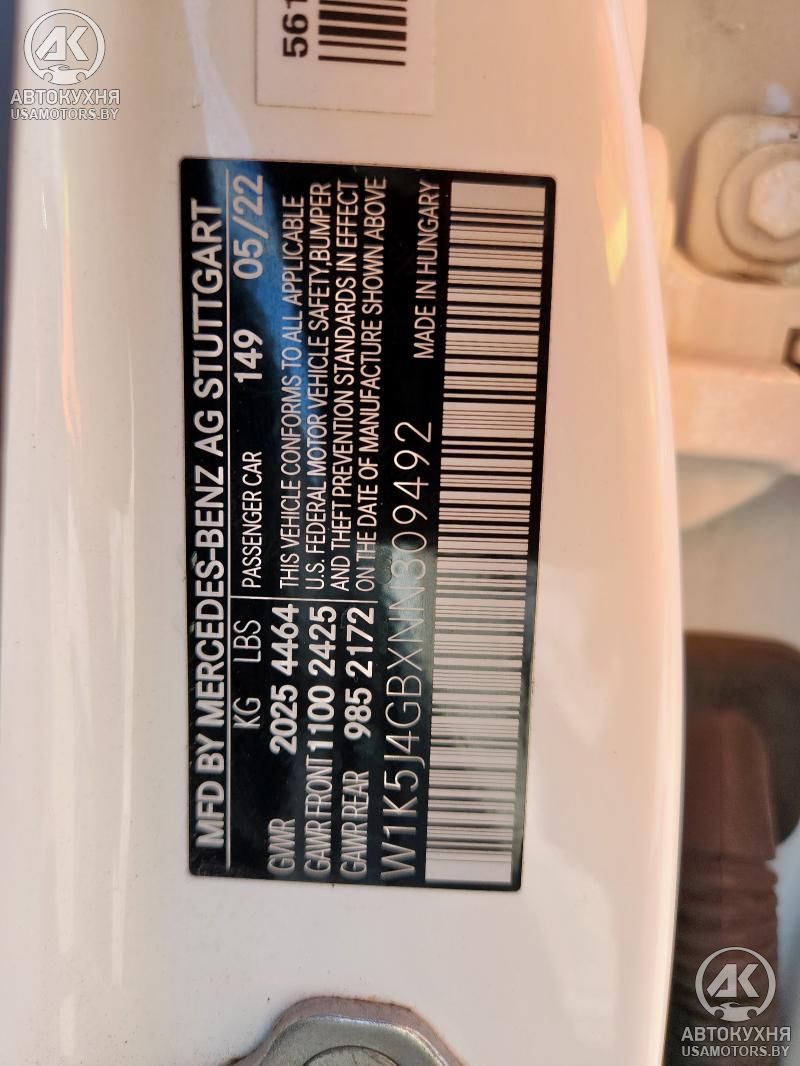 AK
АВТОКУХНЯ
USAMOTORS.BY
561
MFD BY MERCEDES-BENZ AG STUTTGART
KG LBS PASSENGER CAR 149 05/22
GWR 2025 4464 THIS VEHICLE CONFORMS TO ALL APPLICABLE
GAWR FRONT 1100 2425 U.S. FEDERAL MOTOR VEHICLE SAFETY,BUMPER
GAWR REAR 985 2172 AND THEFT PREVENTION STANDARDS IN EFFECT
ON THE DATE OF MANUFACTURE SHOWN ABOVE
W1K5J4GBXNN309492 MADE IN HUNGARY
AK
АВТОКУХНЯ
USAMOTORS.BY